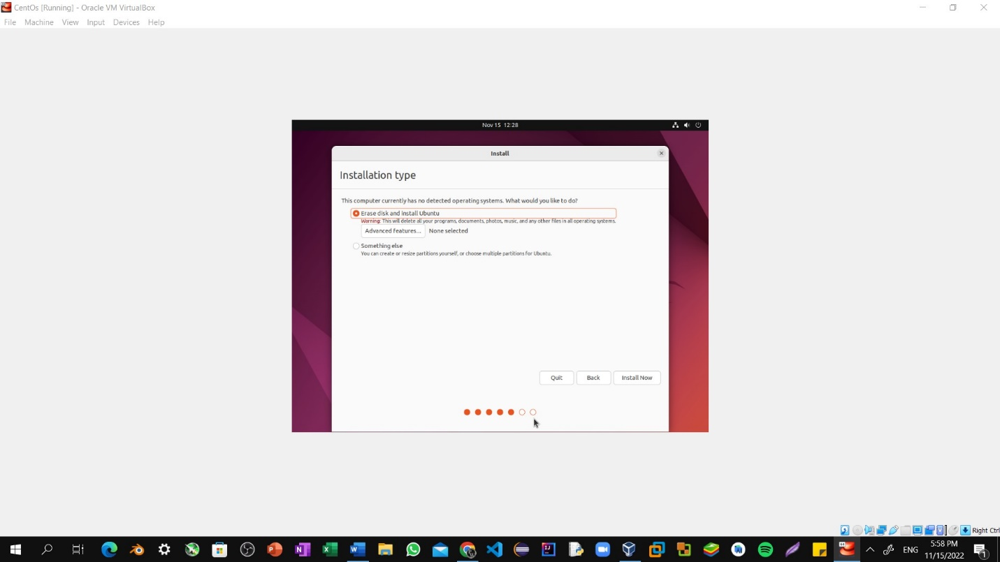 CentOs [Running] - Oracle VM VirtualBox
File Machine View Input Devices Help
Nov 15 12:28
Install
Installation type
This computer currently has no detected operating systems. What would you like to do?
Erase disk and install Ubuntu
Warning: This will delete all your programs, documents, photos, music, and any other files in all operating systems.
Advanced features... None selected
Something else
You can create or resize partitions yourself, or choose multiple partitions for Ubuntu.
Quit Back Install Now
Right Ctrl
ENG 5:58 PM
11/15/2022 1